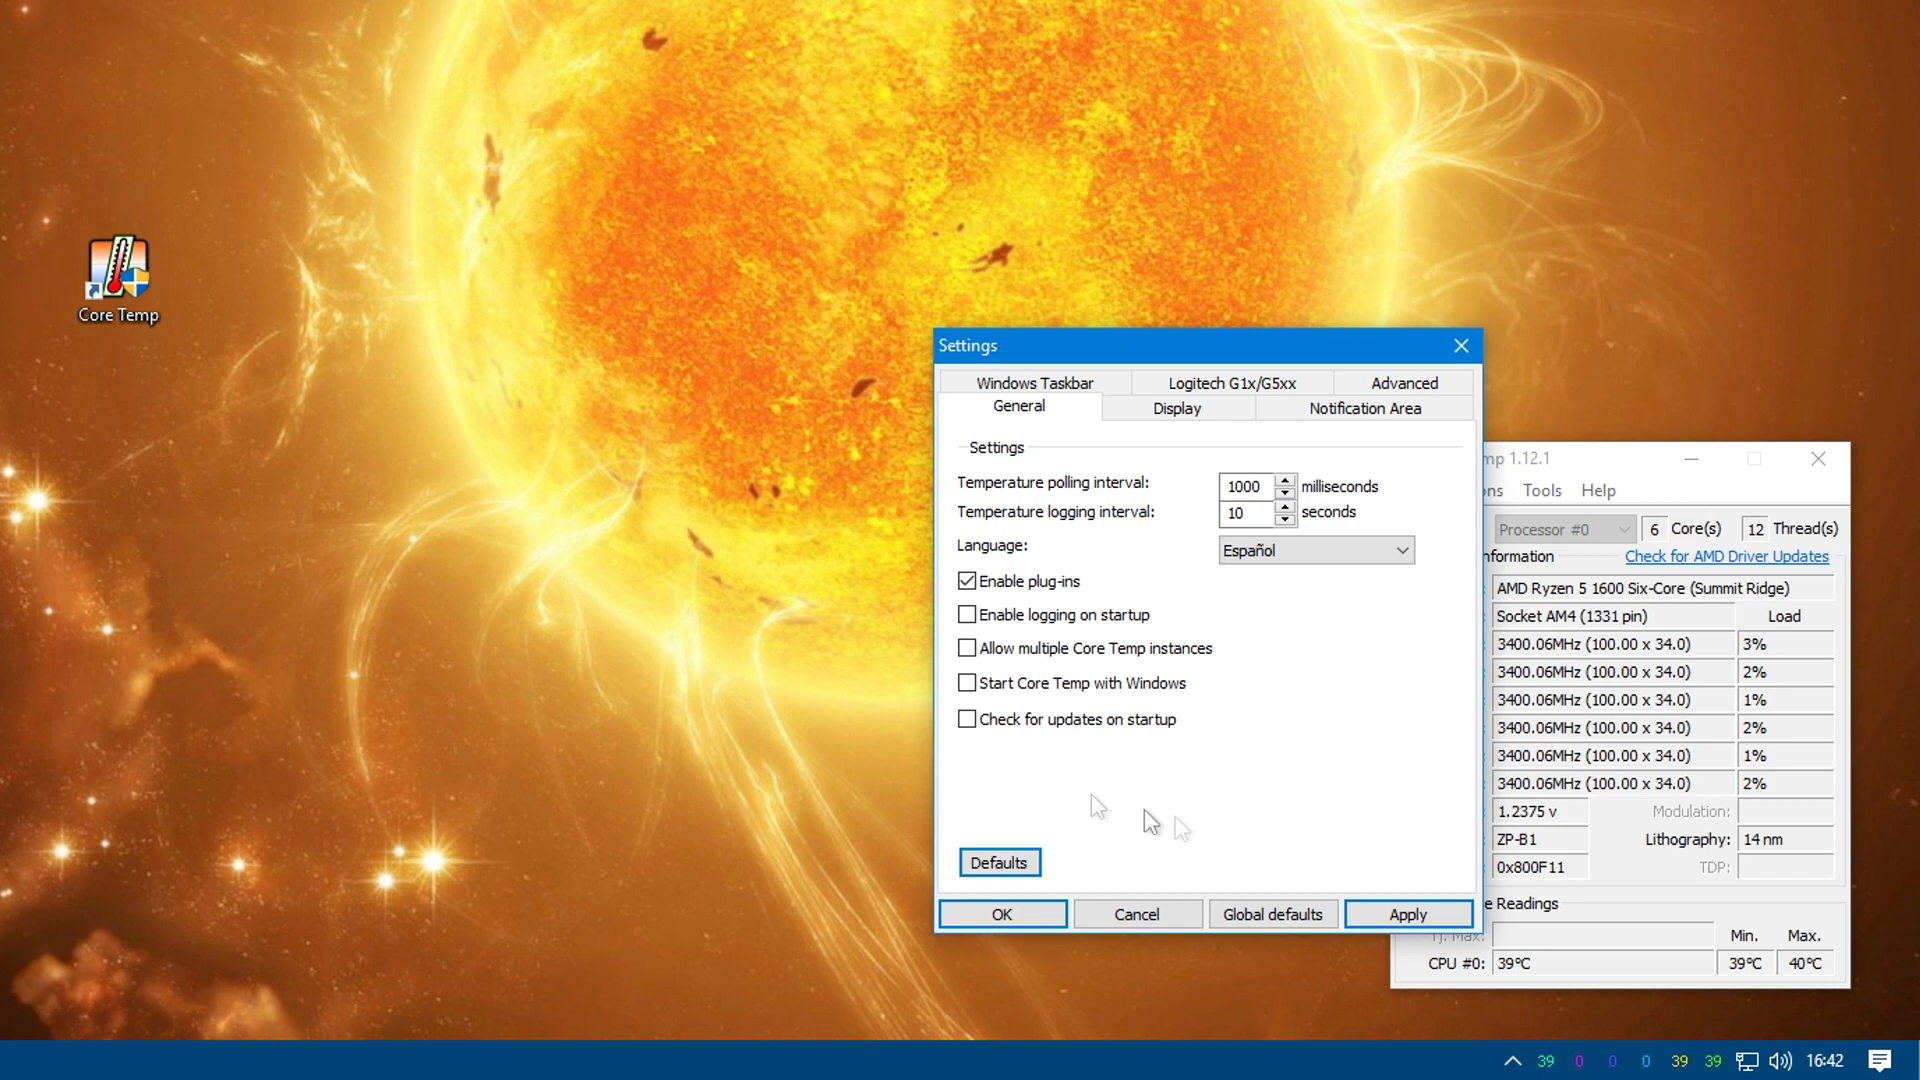 Core Temp
Settings
Windows Taskbar Logitech G1x/G5xx Advanced
General Display Notification Area
Settings
Temperature polling interval: 1000 milliseconds
Temperature logging interval: 10 seconds
Language: Español
Enable plug-ins
Enable logging on startup
Allow multiple Core Temp instances
Start Core Temp with Windows
Check for updates on startup
Defaults
OK Cancel Global defaults Apply
mp 1.12.1
ns Tools Help
Processor #0 6 Core(s) 12 Thread(s)
nformation Check for AMD Driver Updates
AMD Ryzen 5 1600 Six-Core (Summit Ridge)
Socket AM4 (1331 pin) Load
3400.06MHz (100.00 x 34.0) 3%
3400.06MHz (100.00 x 34.0) 2%
3400.06MHz (100.00 x 34.0) 1%
3400.06MHz (100.00 x 34.0) 2%
3400.06MHz (100.00 x 34.0) 1%
3400.06MHz (100.00 x 34.0) 2%
1.2375 v Modulation:
ZP-B1 Lithography: 14 nm
0x800F11 TDP:
e Readings
Tj. Max: Min. Max.
CPU #0: 39°C 39°C 40°C
39 0 0 0 39 39 16:42